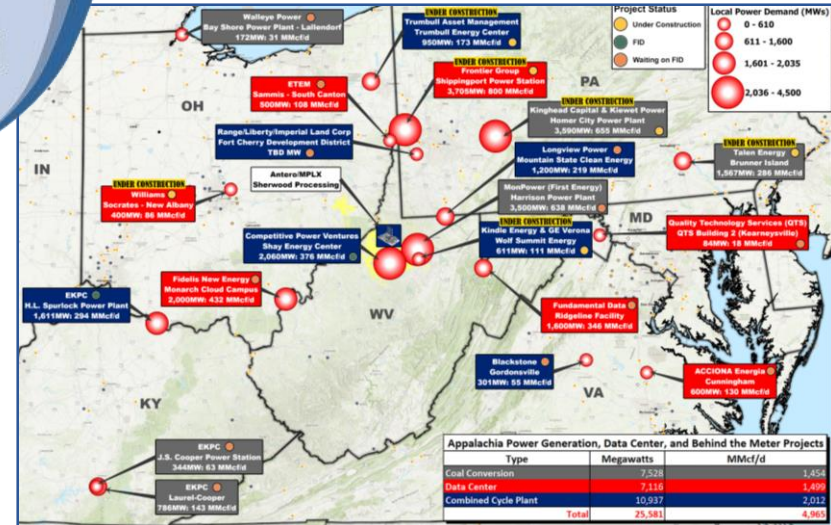 Walleye Power
Bay Shore Power Plant - Lallendorf
172MW: 31 MMcf/d
UNDER CONSTRUCTION
Trumbull Asset Management
Trumbull Energy Center
950MW: 173 MMcf/d
Project Status
Under Construction
FID
Waiting on FID
Local Power Demand (MWs)
0 - 610
611 - 1,600
1,601 - 2,035
2,036 - 4,500
ETEM
Sammis - South Canton
500MW: 108 MMcf/d
UNDER CONSTRUCTION
Frontier Group
Shippingport Power Station
3,705MW: 800 MMcf/d
PA
OH
IN
UNDER CONSTRUCTION
Kinghead Capital & Kiewet Power
Homer City Power Plant
3,590MW: 655 MMcf/d
Range/Liberty/Imperial Land Corp
Fort Cherry Development District
TBD MW
Longview Power
Mountain State Clean Energy
1,200MW: 219 MMcf/d
UNDER CONSTRUCTION
Talen Energy
Brunner Island
1,567MW: 286 MMcf/d
Antero/MPLX
Sherwood Processing
UNDER CONSTRUCTION
Williams
Socrates - New Albany
400MW: 86 MMcf/d
MonPower (First Energy)
Harrison Power Plant
3,500MW: 638 MMcf/d
MD
UNDER CONSTRUCTION
Kindle Energy & GE Verona
Wolf Summit Energy
611MW: 111 MMcf/d
Quality Technology Services (QTS)
QTS Building 2 (Kearneysville)
84MW: 18 MMcf/d
Competitive Power Ventures
Shay Energy Center
2,060MW: 376 MMcf/d
Fidelis New Energy
Monarch Cloud Campus
2,000MW: 432 MMcf/d
EKPC
H.L. Spurlock Power Plant
1,611MW: 294 MMcf/d
WV
Fundamental Data
Ridgeline Facility
1,600MW: 346 MMcf/d
Blackstone
Gordonsville
301MW: 55 MMcf/d
VA
ACCIONA Energia
Cunningham
600MW: 130 MMcf/d
KY
EKPC
J.S. Cooper Power Station
344MW: 63 MMcf/d
EKPC
Laurel-Cooper
786MW: 143 MMcf/d
Appalachia Power Generation, Data Center, and Behind the Meter Projects
Type Megawatts MMcf/d
Coal Conversion 7,528 1,454
Data Center 7,116 1,499
Combined Cycle Plant 10,937 2,012
Total 25,581 4,965